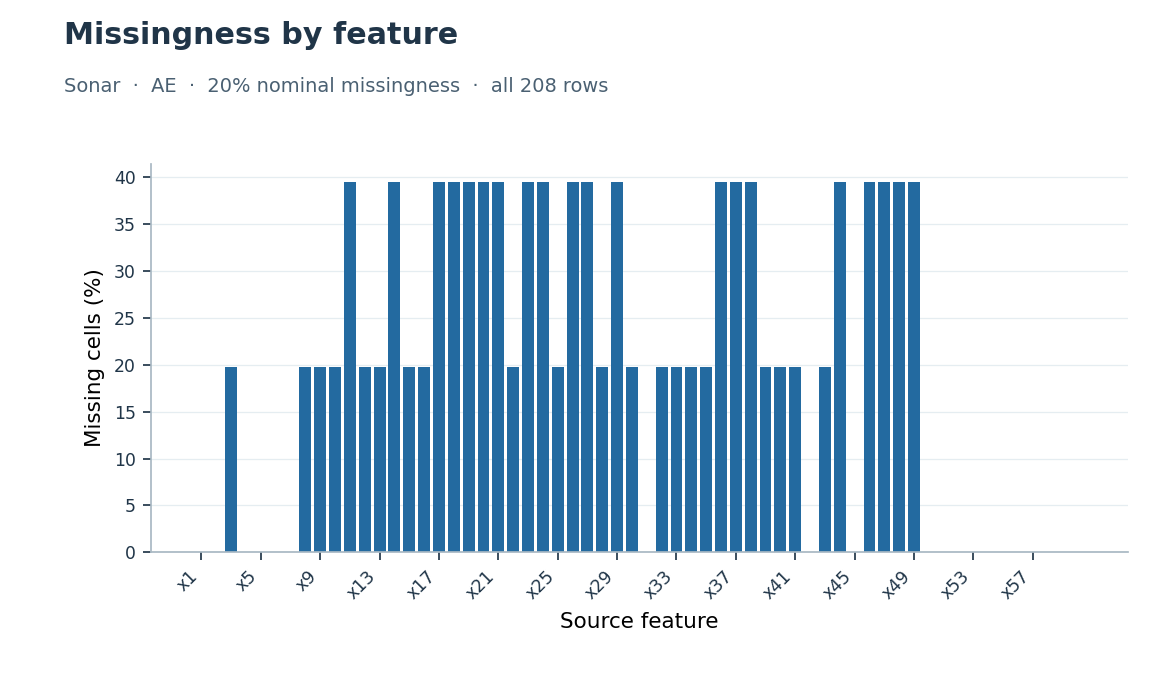 Missingness by feature
Sonar · AE · 20% nominal missingness · all 208 rows
40
35
30
25
20
15
10
5
0
Missing cells (%)
x1 x5 x9 x13 x17 x21 x25 x29 x33 x37 x41 x45 x49 x53 x57
Source feature